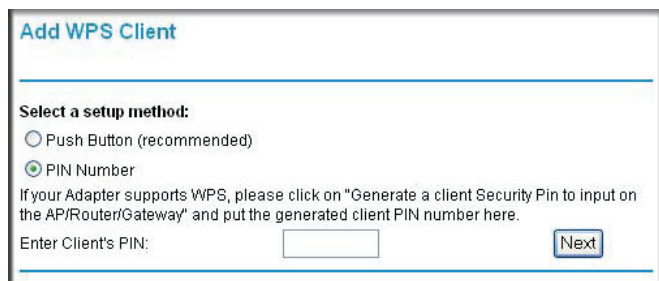 Add WPS Client
Select a setup method:
Push Button (recommended)
PIN Number
If your Adapter supports WPS, please click on "Generate a client Security Pin to input on
the AP/Router/Gateway" and put the generated client PIN number here.
Enter Client's PIN:
Next